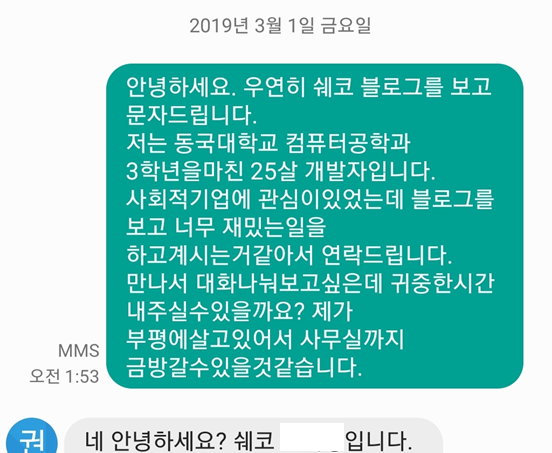 2019년 3월 1일 금요일
안녕하세요. 우연히 쉐코 블로그를 보고
문자드립니다.
저는 동국대학교 컴퓨터공학과
3학년을마친 25살 개발자입니다.
사회적기업에 관심이있었는데 블로그를
보고 너무 재밌는일을
하고계시는거같아서 연락드립니다.
만나서 대화나눠보고싶은데 귀중한시간
내주실수있을까요? 제가
부평에살고있어서 사무실까지
금방갈수있을것같습니다.
MMS
오전 1:53
권
네 안녕하세요? 쉐코 입니다.